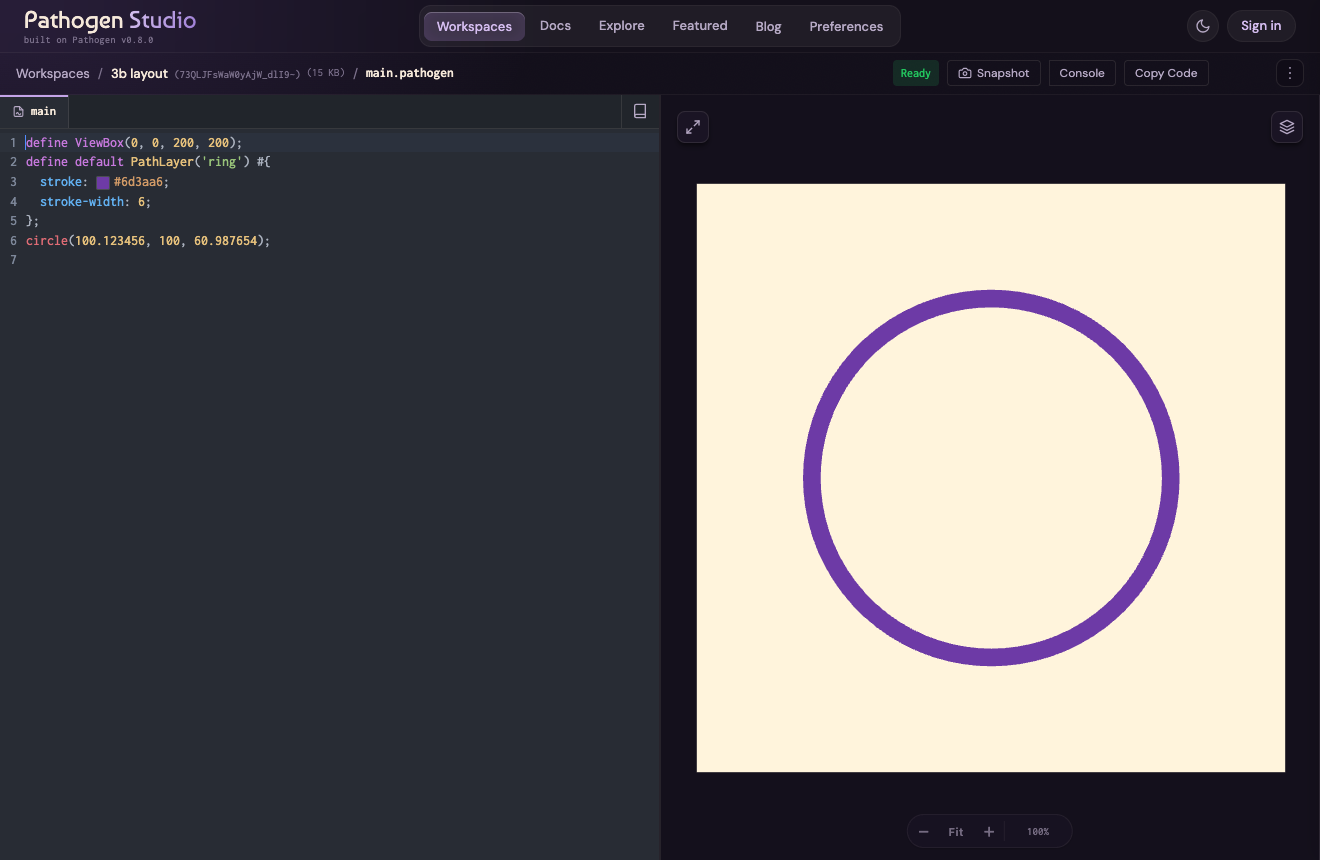 Pathogen Studio
built on Pathogen v0.8.0
Workspaces Docs Explore Featured Blog Preferences
Sign in
Workspaces / 3b layout (73QLJFsWaW0yAjW_dlI9~) (15 KB) / main.pathogen
Ready Snapshot Console Copy Code
main
1 define ViewBox(0, 0, 200, 200);
2 define default PathLayer('ring') #{
3 stroke: #6d3aa6;
4 stroke-width: 6;
5 };
6 circle(100.123456, 100, 60.987654);
7
− Fit + 100%